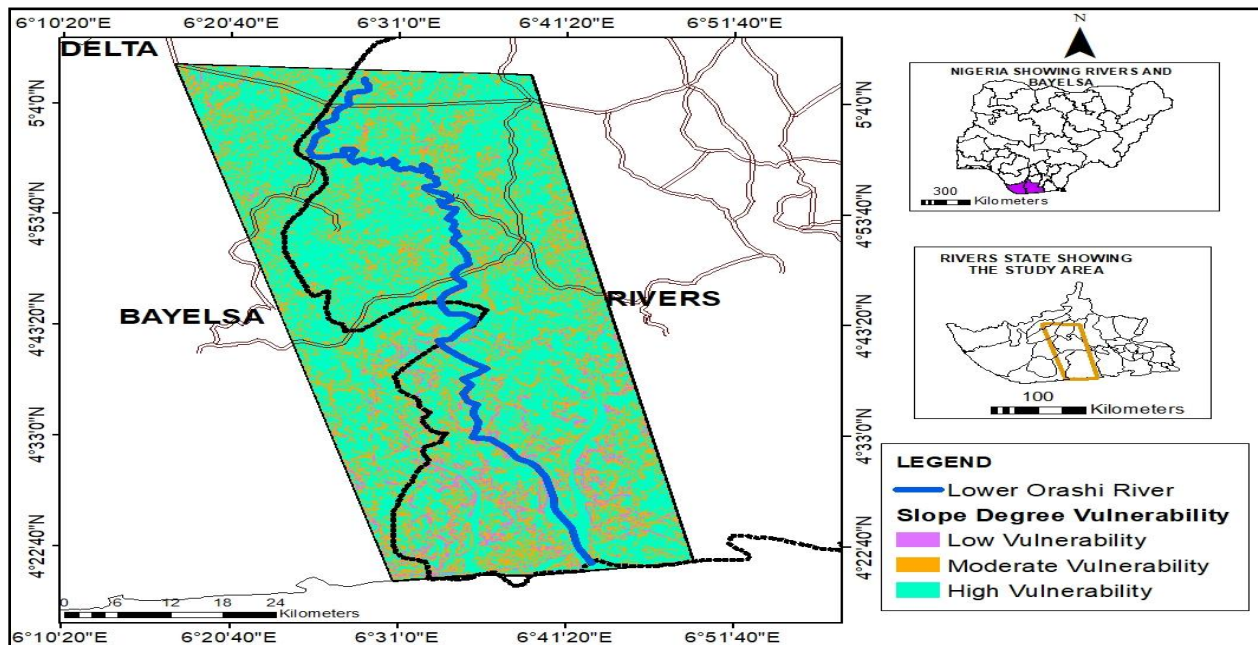 6°10'20"E 6°20'40"E 6°31'0"E 6°41'20"E 6°51'40"E
DELTA
BAYELSA
RIVERS
5°4'0"N
4°53'40"N
4°43'20"N
4°33'0"N
4°22'40"N
5°4'0"N
4°53'40"N
4°43'20"N
4°33'0"N
4°22'40"N
0 6 12 18 24
Kilometers
6°10'20"E 6°20'40"E 6°31'0"E 6°41'20"E 6°51'40"E
N
NIGERIA SHOWING RIVERS AND
BAYELSA
300
Kilometers
RIVERS STATE SHOWING
THE STUDY AREA
100
Kilometers
LEGEND
Lower Orashi River
Slope Degree Vulnerability
Low Vulnerability
Moderate Vulnerability
High Vulnerability